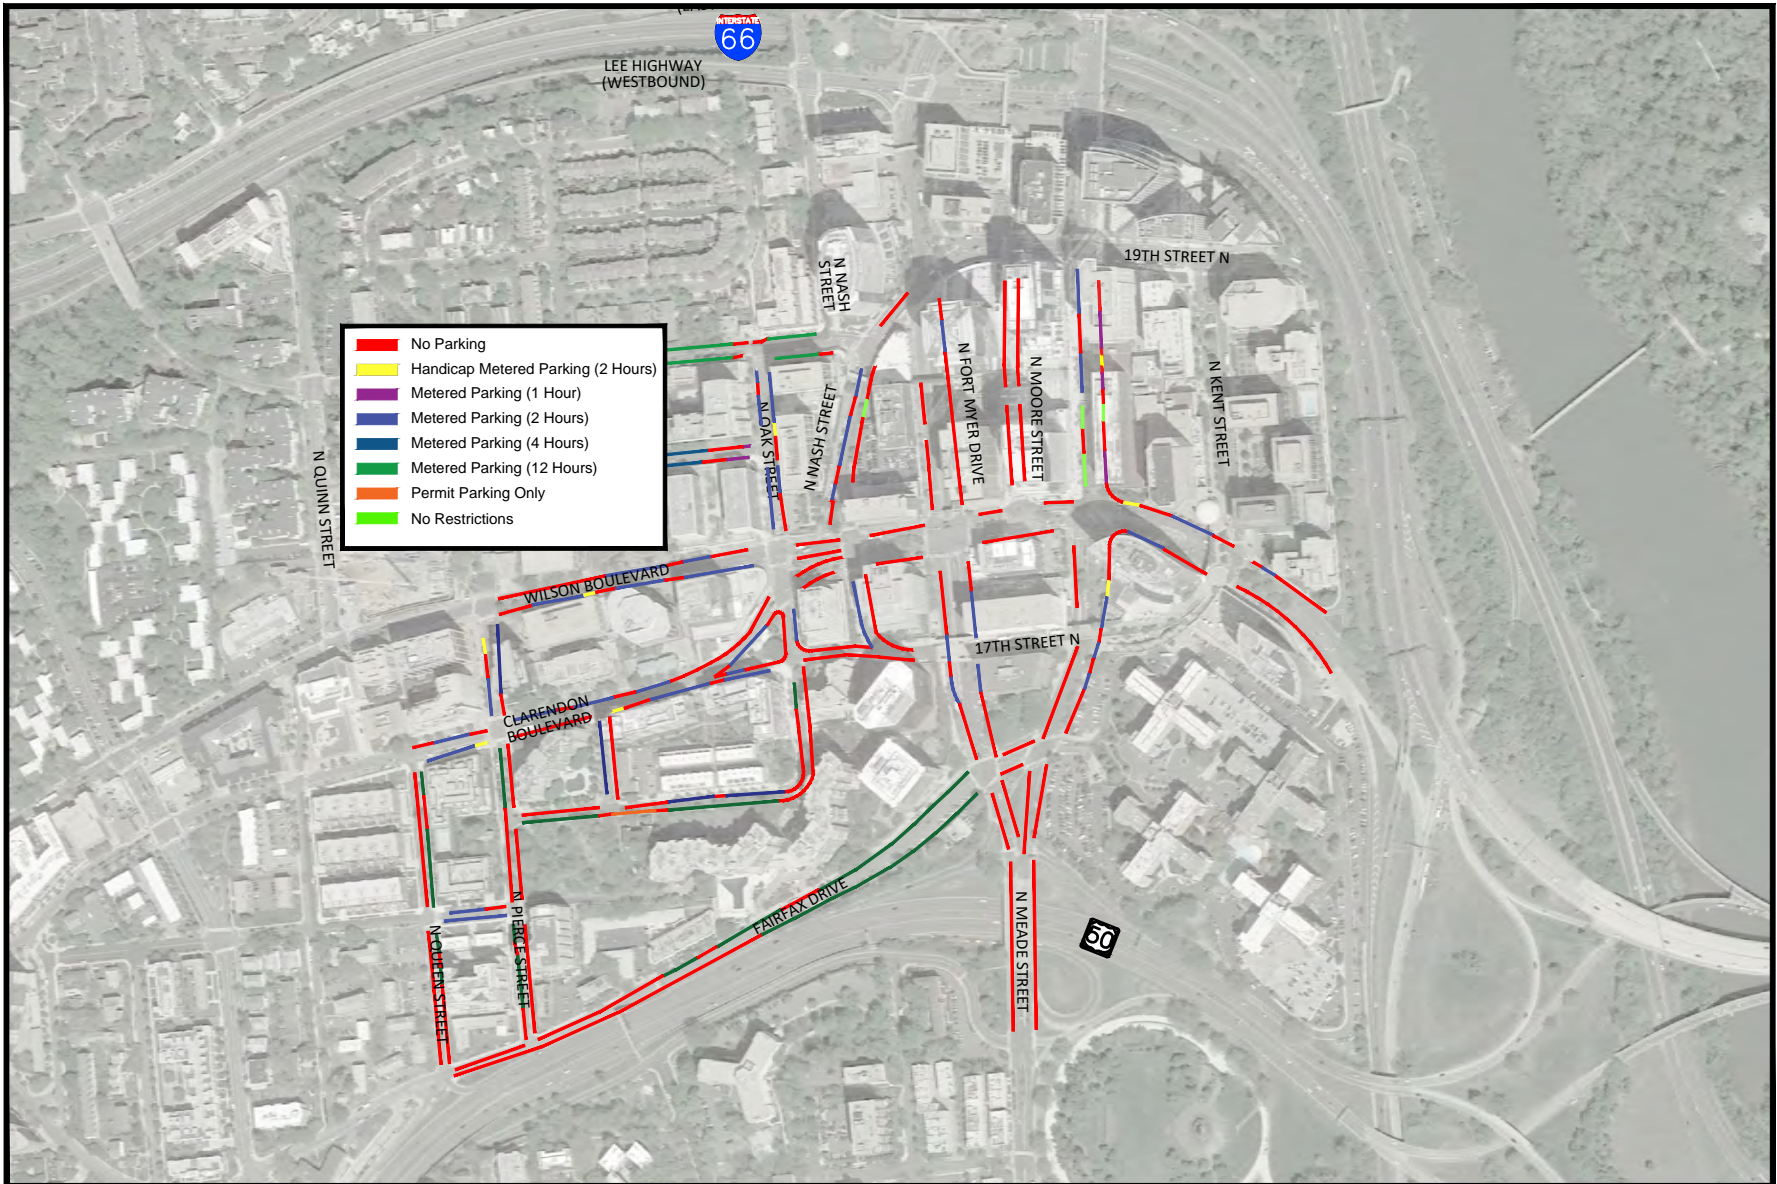 INTERSTATE
66
LEE HIGHWAY
(WESTBOUND)
19TH STREET N
N NASH
STREET
No Parking
Handicap Metered Parking (2 Hours)
Metered Parking (1 Hour)
Metered Parking (2 Hours)
Metered Parking (4 Hours)
Metered Parking (12 Hours)
Permit Parking Only
No Restrictions
N QUINN STREET
N OAK STREET
N NASH STREET
N FORT MYER DRIVE
N MOORE STREET
N KENT STREET
WILSON BOULEVARD
17TH STREET N
CLARENDON
BOULEVARD
FAIRFAX DRIVE
N PIERCE STREET
N QUEEN STREET
N MEADE STREET
50